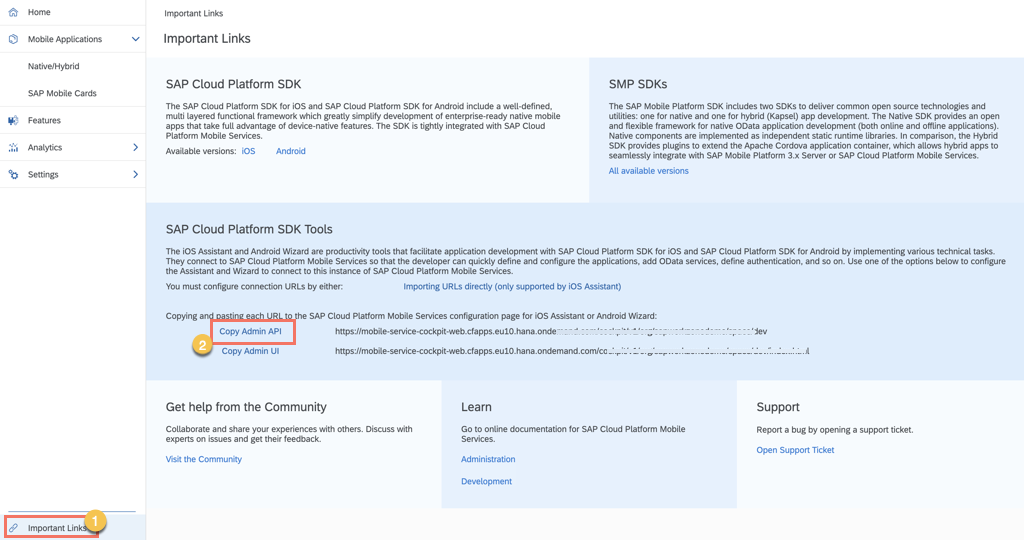 Home
Mobile Applications
Native/Hybrid
SAP Mobile Cards
Features
Analytics
Settings
Important Links
1
Important Links
Important Links
SAP Cloud Platform SDK
The SAP Cloud Platform SDK for iOS and SAP Cloud Platform SDK for Android include a well-defined,
multi layered functional framework which greatly simplify development of enterprise-ready native mobile
apps that take full advantage of device-native features. The SDK is tightly integrated with SAP Cloud
Platform Mobile Services.
Available versions: iOS Android
SMP SDKs
The SAP Mobile Platform SDK includes two SDKs to deliver common open source technologies and
utilities: one for native and one for hybrid (Kapsel) app development. The Native SDK provides an open
and flexible framework for native OData application development (both online and offline applications).
Native components are implemented as independent static runtime libraries. In comparison, the Hybrid
SDK provides plugins to extend the Apache Cordova application container, which allows hybrid apps to
seamlessly integrate with SAP Mobile Platform 3.x Server or SAP Cloud Platform Mobile Services.
All available versions
SAP Cloud Platform SDK Tools
The iOS Assistant and Android Wizard are productivity tools that facilitate application development with SAP Cloud Platform SDK for iOS and SAP Cloud Platform SDK for Android by implementing various technical tasks.
They connect to SAP Cloud Platform Mobile Services so that the developer can quickly define and configure the applications, add OData services, define authentication, and so on. Use one of the options below to configure
the Assistant and Wizard to connect to this instance of SAP Cloud Platform Mobile Services.
You must configure connection URLs by either: Importing URLs directly (only supported by iOS Assistant)
Copying and pasting each URL to the SAP Cloud Platform Mobile Services configuration page for iOS Assistant or Android Wizard:
Copy Admin API https://mobile-service-cockpit-web.cfapps.eu10.hana.onde /dev
2
Copy Admin UI https://mobile-service-cockpit-web.cfapps.eu10.hana.ondemand.com/
Get help from the Community
Collaborate and share your experiences with others. Discuss with
experts on issues and get their feedback.
Visit the Community
Learn
Go to online documentation for SAP Cloud Platform Mobile
Services.
Administration
Development
Support
Report a bug by opening a support ticket.
Open Support Ticket